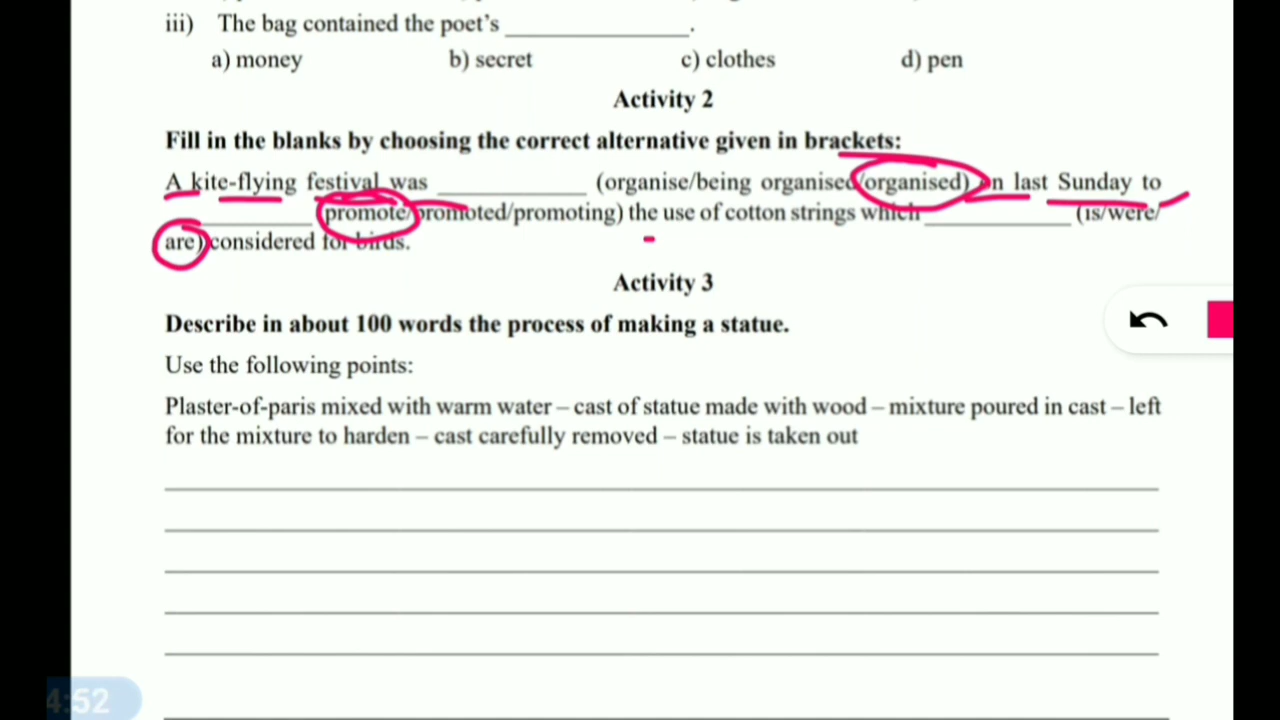 iii) The bag contained the poet's _______________.
a) money b) secret c) clothes d) pen
Activity 2
Fill in the blanks by choosing the correct alternative given in brackets:
A kite-flying festival was ____________ (organise/being organised/organised) on last Sunday to
____________ (promote/promoted/promoting) the use of cotton strings which ____________ (is/were/
are) considered for birds.
Activity 3
Describe in about 100 words the process of making a statue.
Use the following points:
Plaster-of-paris mixed with warm water – cast of statue made with wood – mixture poured in cast – left
for the mixture to harden – cast carefully removed – statue is taken out
4:52